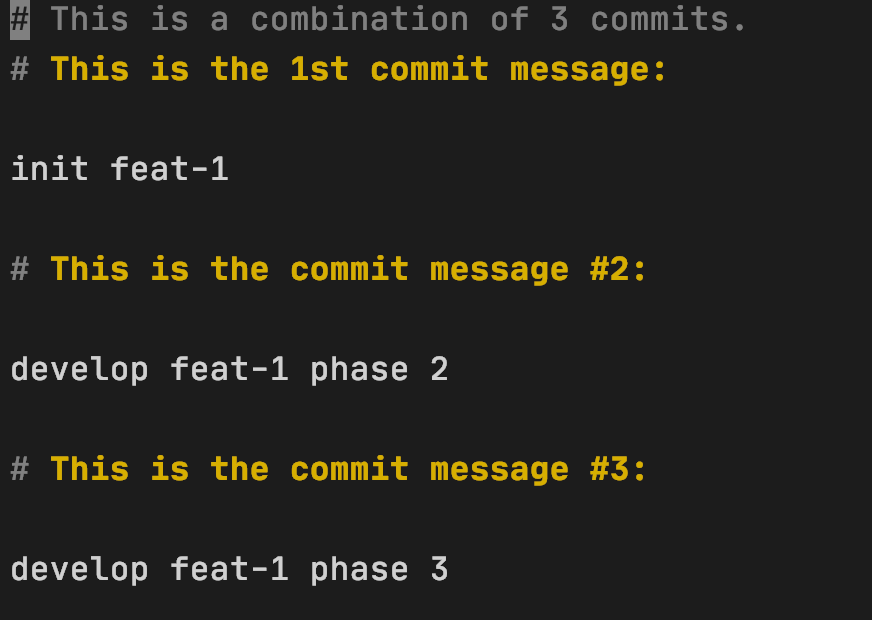 # This is a combination of 3 commits.
# This is the 1st commit message:
init feat-1
# This is the commit message #2:
develop feat-1 phase 2
# This is the commit message #3:
develop feat-1 phase 3